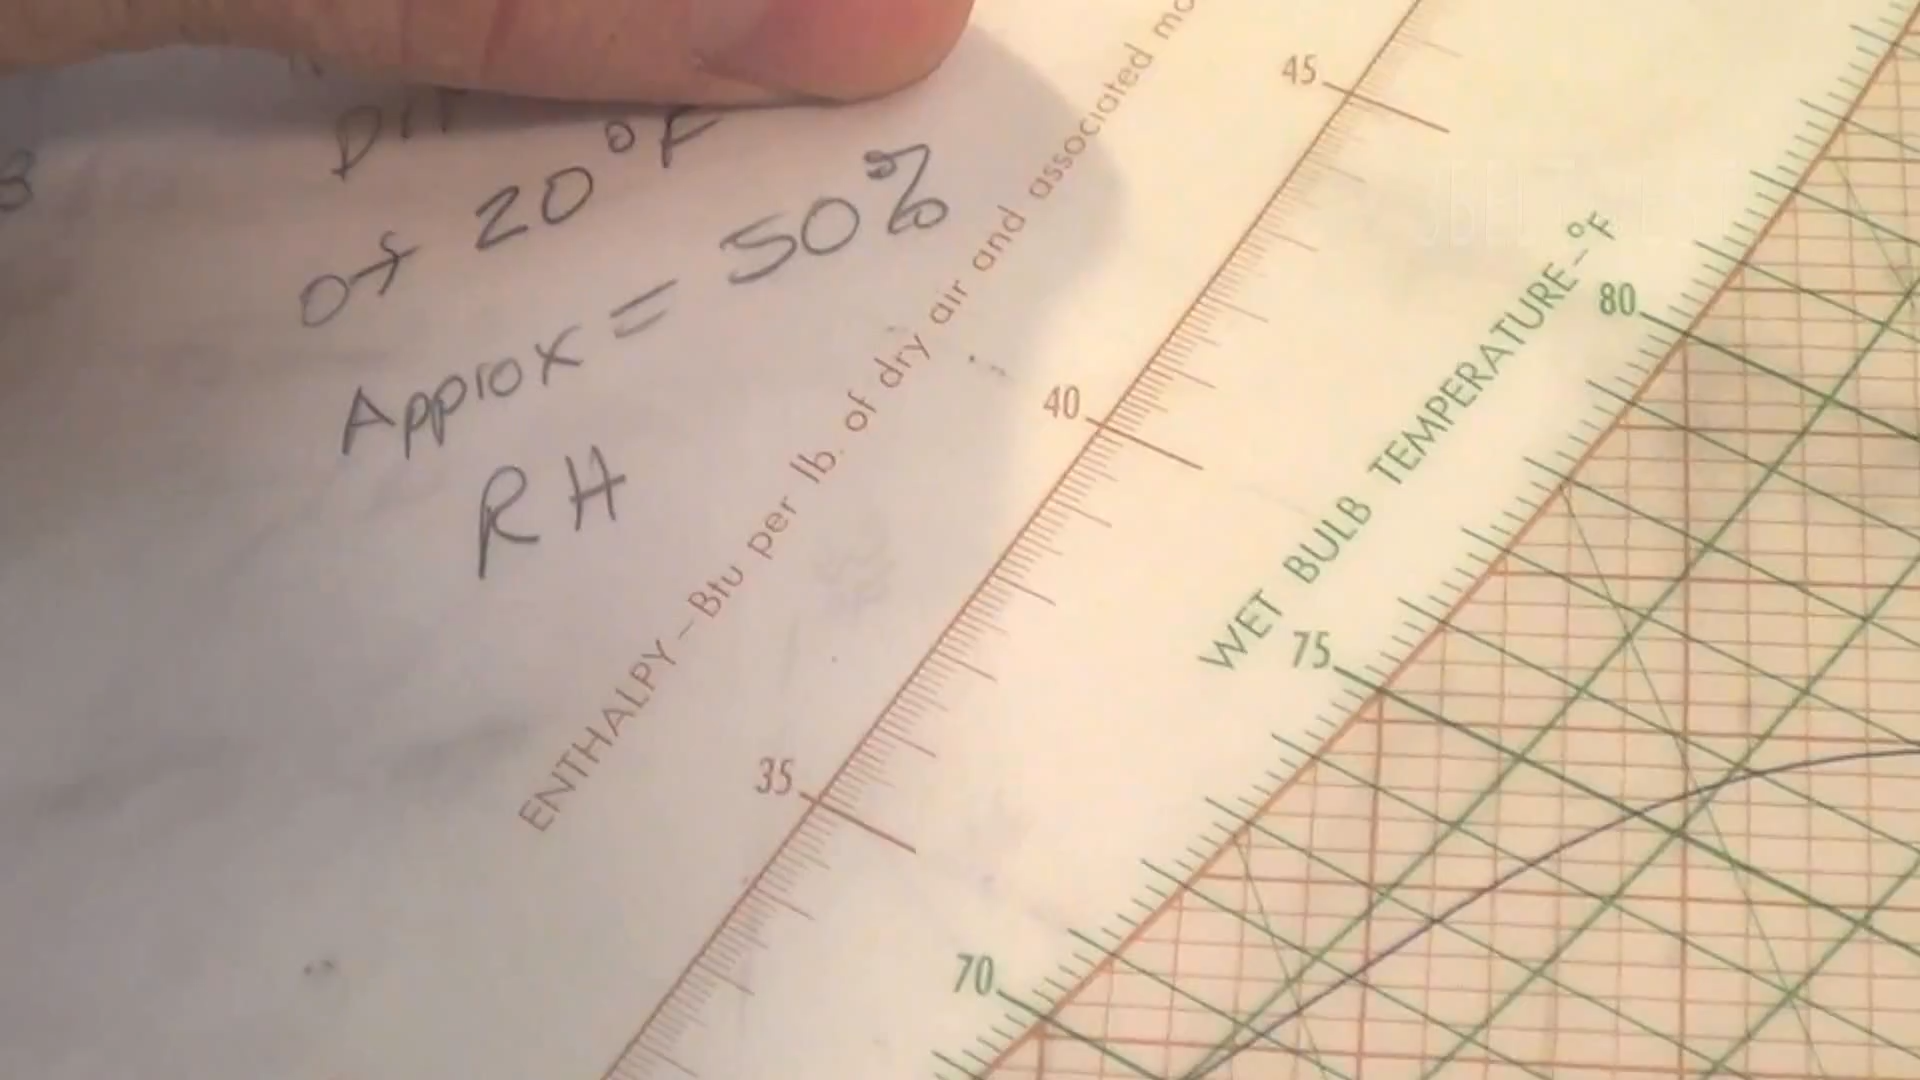 of 20 °F
Approx = 50%
RH
ENTHALPY – Btu per lb. of dry air and associated
45
40
35
WET BULB TEMPERATURE – °F
80
75
70